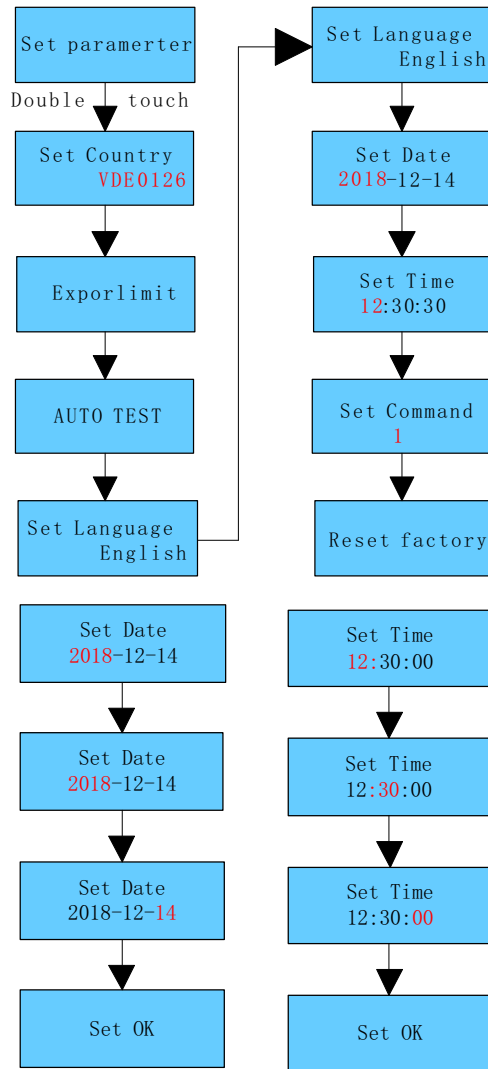 Set paramerter
Double touch
Set Country
VDE0126
Exporlimit
AUTO TEST
Set Language
English
Set Language
English
Set Date
2018-12-14
Set Time
12:30:30
Set Command
1
Reset factory
Set Date
2018-12-14
Set Date
2018-12-14
Set Date
2018-12-14
Set OK
Set Time
12:30:00
Set Time
12:30:00
Set Time
12:30:00
Set OK